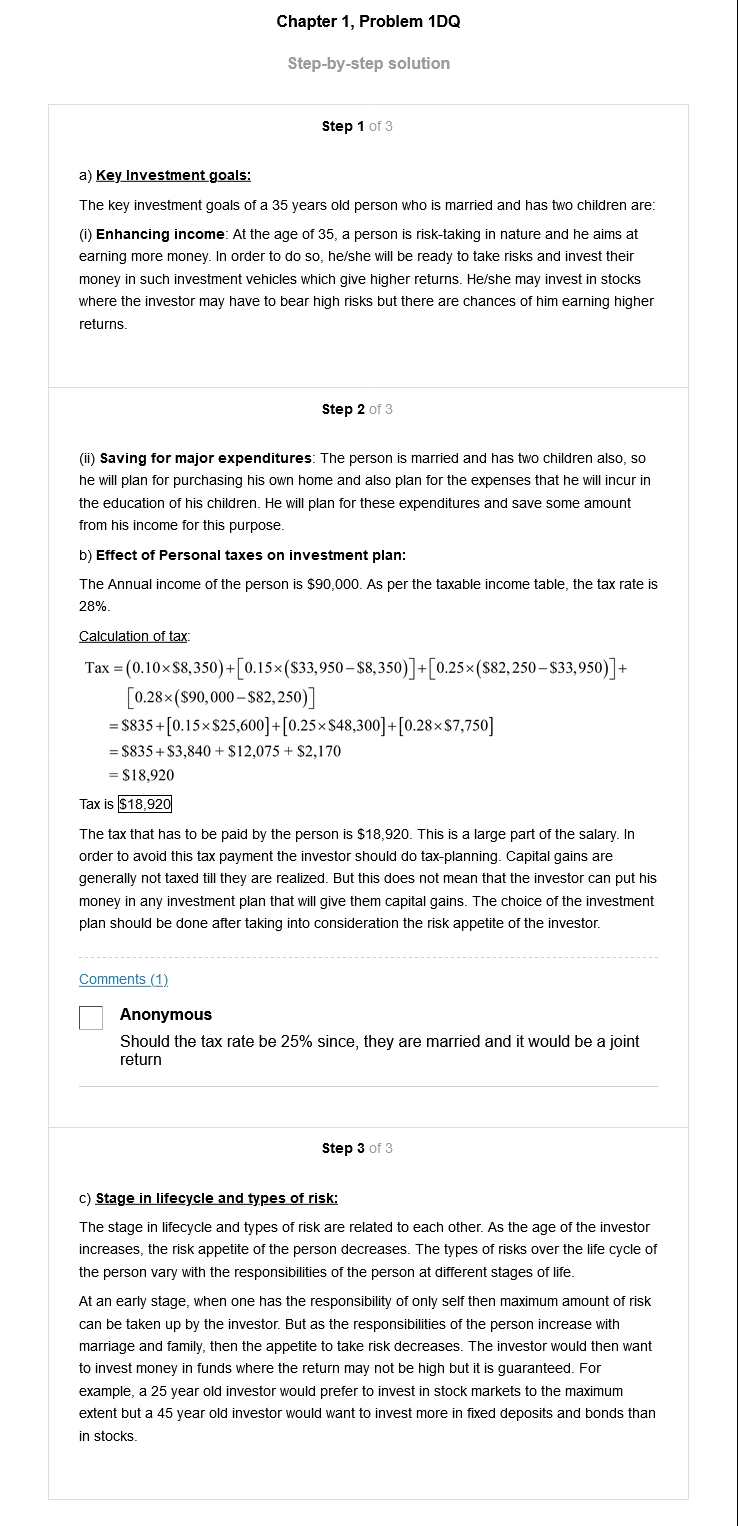 Chapter 1, Problem 1DQ
Step-by-step solution
Step 1 of 3
a) Key Investment goals:
The key investment goals of a 35 years old person who is married and has two children are:
(i) Enhancing income: At the age of 35, a person is risk-taking in nature and he aims at
earning more money. In order to do so, he/she will be ready to take risks and invest their
money in such investment vehicles which give higher returns. He/she may invest in stocks
where the investor may have to bear high risks but there are chances of him earning higher
returns.
Step 2 of 3
(ii) Saving for major expenditures: The person is married and has two children also, so
he will plan for purchasing his own home and also plan for the expenses that he will incur in
the education of his children. He will plan for these expenditures and save some amount
from his income for this purpose.
b) Effect of Personal taxes on investment plan:
The Annual income of the person is $90,000. As per the taxable income table, the tax rate is
28%.
Calculation of tax:
Tax = (0.10×$8,350)+[0.15×($33,950−$8,350)]+[0.25×($82,250−$33,950)]+
[0.28×($90,000−$82,250)]
= $835+[0.15×$25,600]+[0.25×$48,300]+[0.28×$7,750]
= $835+$3,840 + $12,075 + $2,170
= $18,920
Tax is $18,920
The tax that has to be paid by the person is $18,920. This is a large part of the salary. In
order to avoid this tax payment the investor should do tax-planning. Capital gains are
generally not taxed till they are realized. But this does not mean that the investor can put his
money in any investment plan that will give them capital gains. The choice of the investment
plan should be done after taking into consideration the risk appetite of the investor.
Comments (1)
Anonymous
Should the tax rate be 25% since, they are married and it would be a joint
return
Step 3 of 3
c) Stage in lifecycle and types of risk:
The stage in lifecycle and types of risk are related to each other. As the age of the investor
increases, the risk appetite of the person decreases. The types of risks over the life cycle of
the person vary with the responsibilities of the person at different stages of life.
At an early stage, when one has the responsibility of only self then maximum amount of risk
can be taken up by the investor. But as the responsibilities of the person increase with
marriage and family, then the appetite to take risk decreases. The investor would then want
to invest money in funds where the return may not be high but it is guaranteed. For
example, a 25 year old investor would prefer to invest in stock markets to the maximum
extent but a 45 year old investor would want to invest more in fixed deposits and bonds than
in stocks.